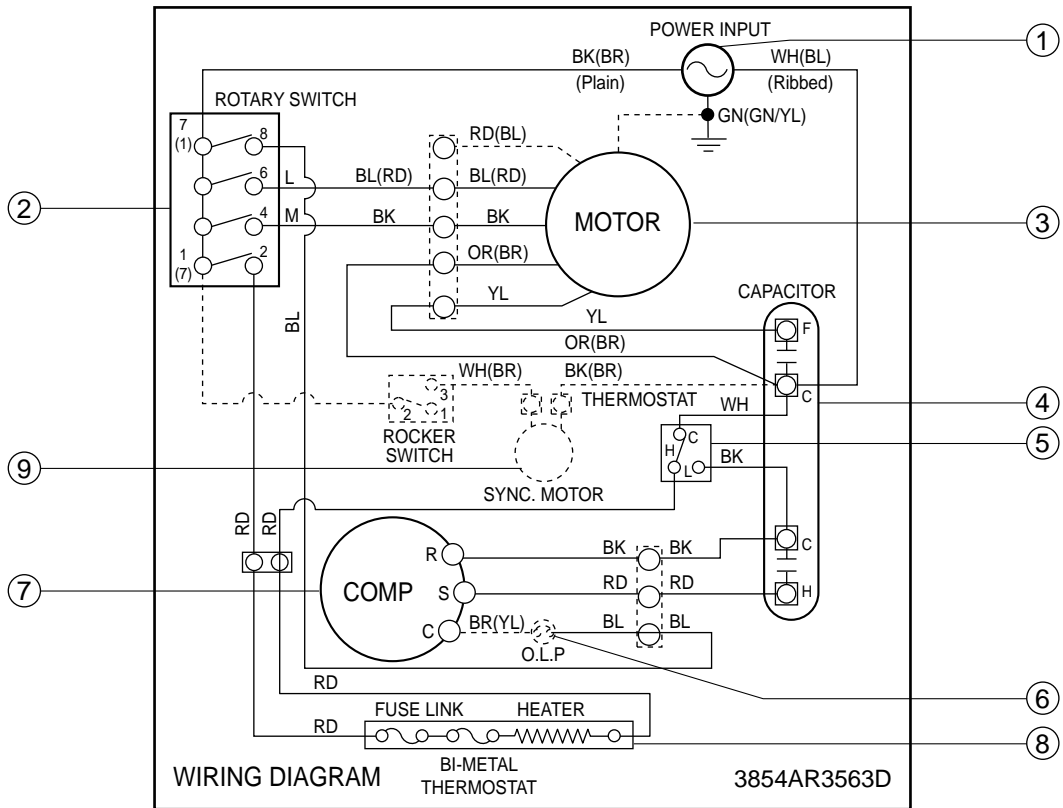 POWER INPUT
1
BK(BR)
WH(BL)
(Plain)
(Ribbed)
ROTARY SWITCH
GN(GN/YL)
7
8
(1)
RD(BL)
6
L
BL(RD)
BL(RD)
2
4
M
BK
BK
MOTOR
3
1
2
(7)
OR(BR)
YL
CAPACITOR
BL
YL
F
OR(BR)
WH(BR)
BK(BR)
3
THERMOSTAT
C
4
2
1
WH
ROCKER
SWITCH
C
H
L
BK
5
9
SYNC. MOTOR
RD
RD
R
BK
BK
C
7
COMP
S
RD
RD
H
C
BR(YL)
BL
BL
O.L.P
RD
6
FUSE LINK
HEATER
RD
8
BI-METAL
THERMOSTAT
WIRING DIAGRAM
3854AR3563D